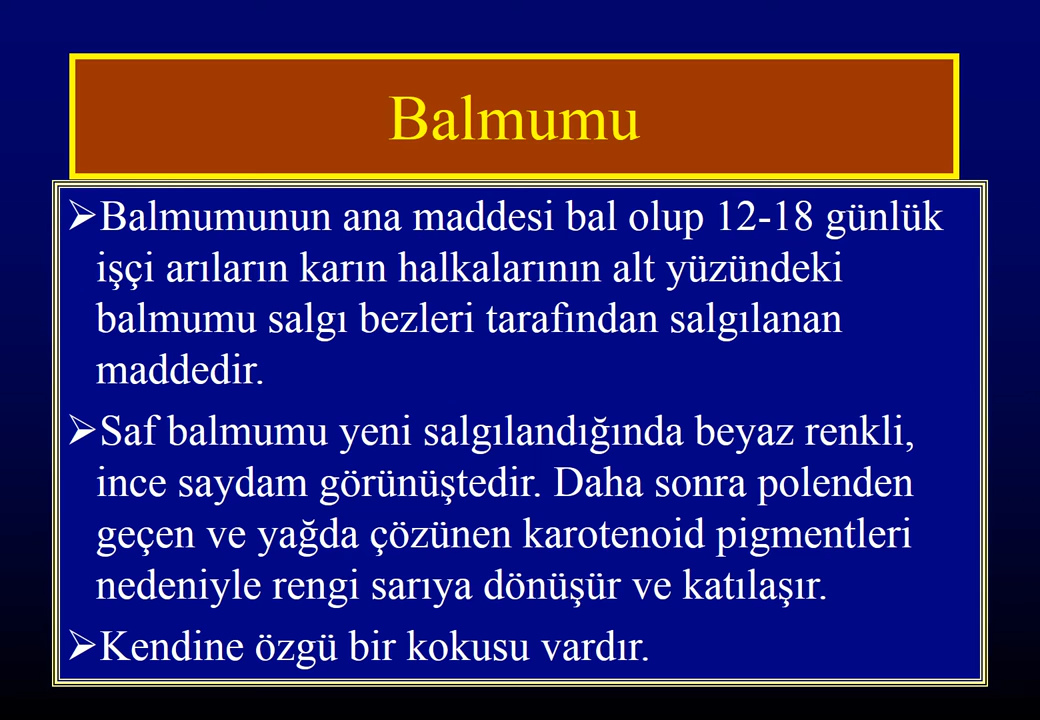 Balmumu
➢Balmumunun ana maddesi bal olup 12-18 günlük
işçi arıların karın halkalarının alt yüzündeki
balmumu salgı bezleri tarafından salgılanan
maddedir.
➢Saf balmumu yeni salgılandığında beyaz renkli,
ince saydam görünüştedir. Daha sonra polenden
geçen ve yağda çözünen karotenoid pigmentleri
nedeniyle rengi sarıya dönüşür ve katılaşır.
➢Kendine özgü bir kokusu vardır.